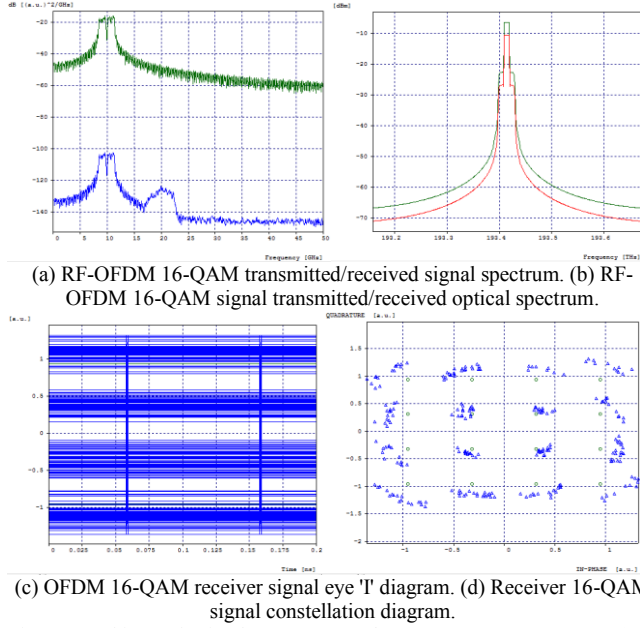 dB [(a.u.)^2/GHz]
-20
-60
-100
-140
0 5 10 15 20 25 30 35 40 45 50
Frequency [GHz]
[dBm]
-10
-20
-30
-40
-50
-60
-70
193.2 193.4 193.5 193.6
Frequency [THz]
(a) RF-OFDM 16-QAM transmitted/received signal spectrum. (b) RF-
OFDM 16-QAM signal transmitted/received optical spectrum.
[a.u.]
1
0.5
0
-0.5
-1
0 0.025 0.05 0.075 0.1 0.125 0.15 0.175 0.2
Time [ns]
QUADRATURE [a.u.]
1.5
1
0.5
0
-0.5
-1
-1.5
-2
-1 -0.5 0 0.5 1
IN-PHASE [a.u.]
(c) OFDM 16-QAM receiver signal eye 'I' diagram. (d) Receiver 16-QAM
signal constellation diagram.